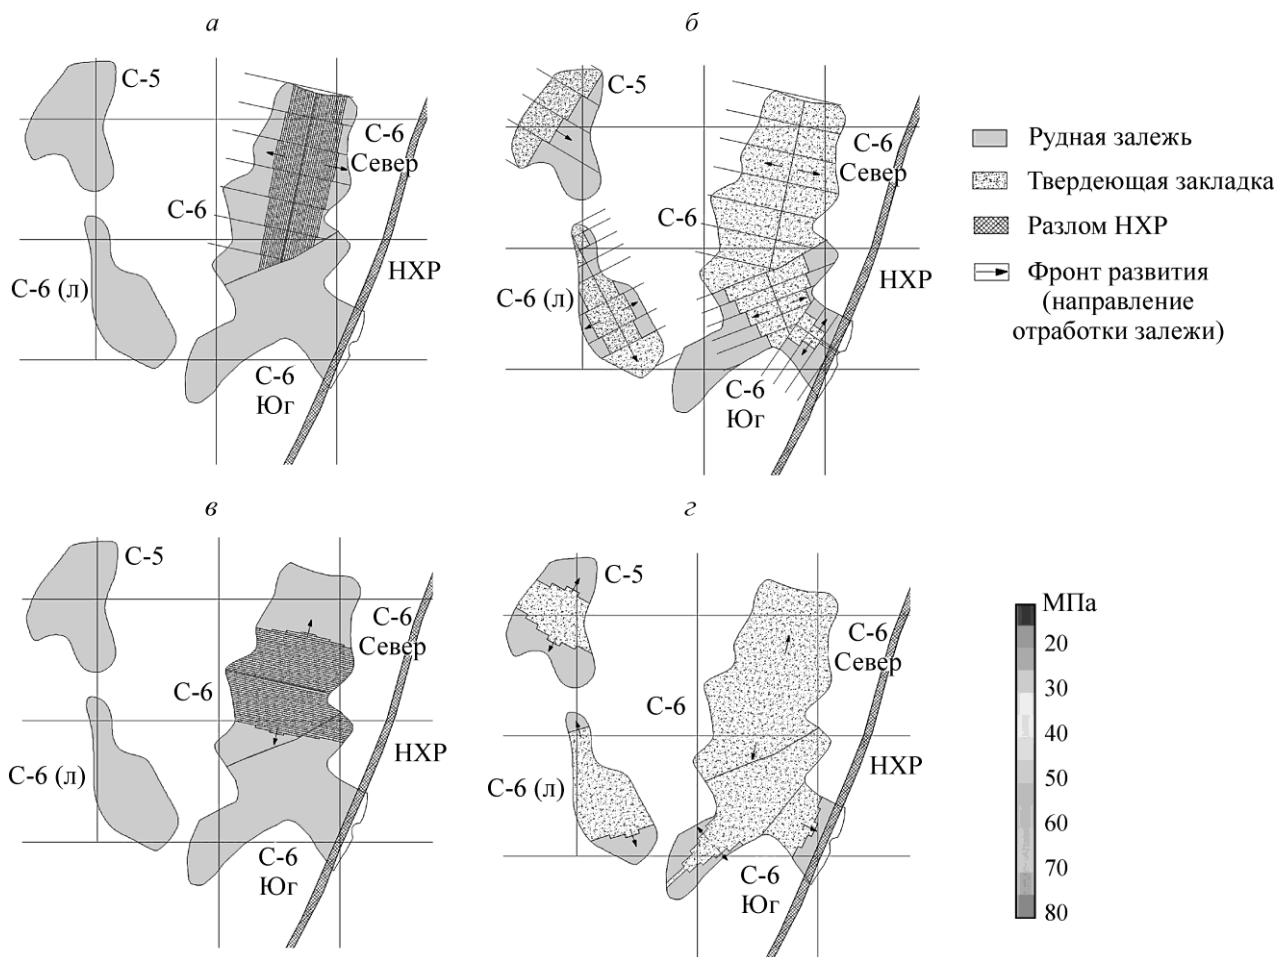 а
С-5
С-6
Север
С-6
НХР
С-6 (л)
С-6
Юг
б
С-5
С-6
Север
С-6
НХР
С-6 (л)
С-6
Юг
Рудная залежь
Твердеющая закладка
Разлом НХР
Фронт развития
(направление
отработки залежи)
в
С-5
С-6
Север
С-6
НХР
С-6 (л)
С-6
Юг
г
С-5
С-6
Север
С-6
НХР
С-6 (л)
С-6
Юг
МПа
20
30
40
50
60
70
80